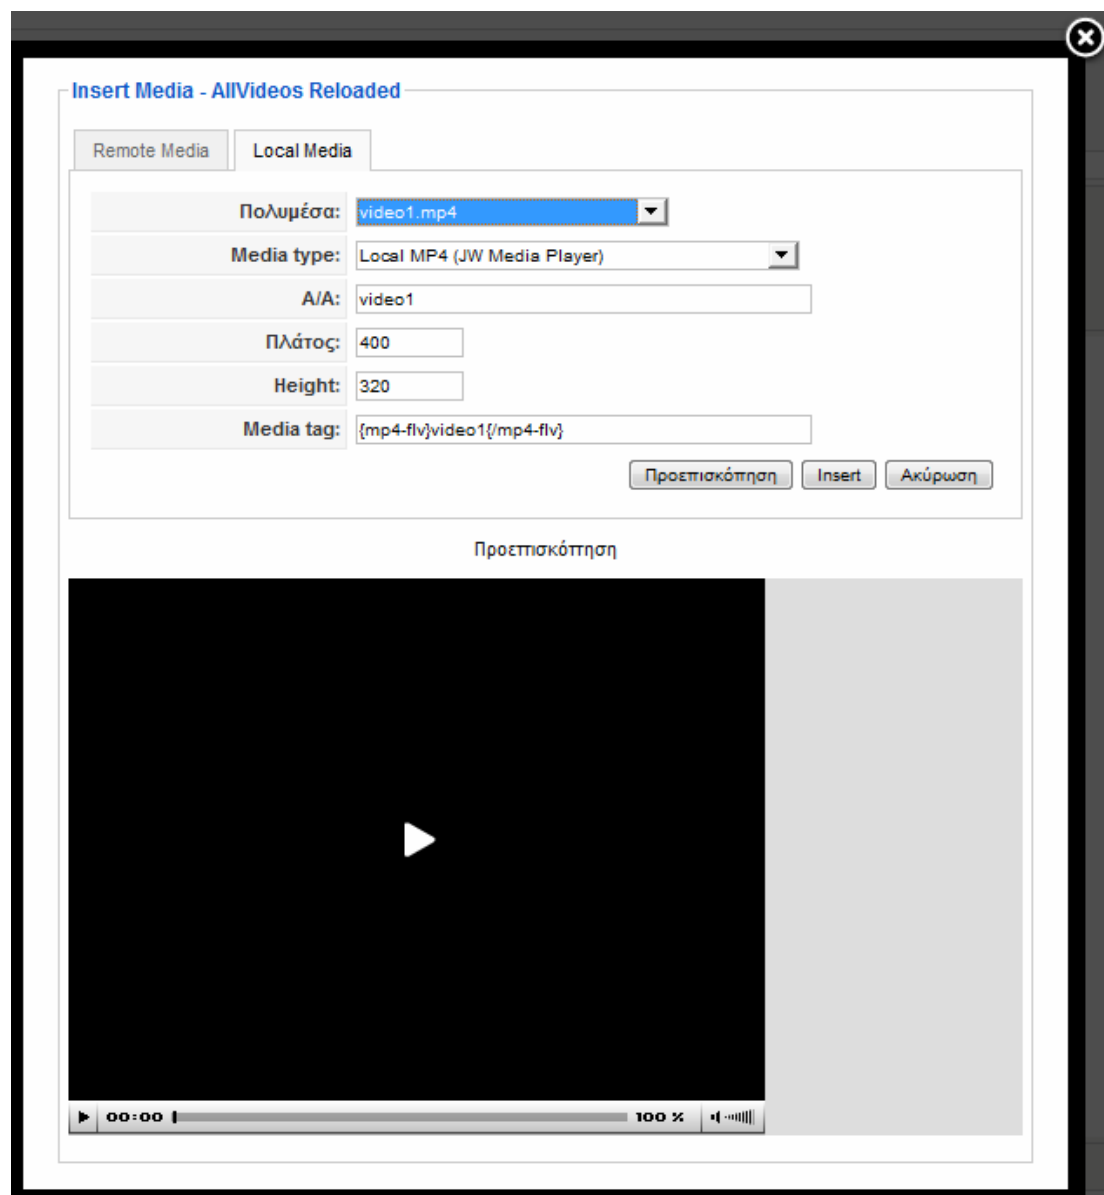 Insert Media - AllVideos Reloaded
Remote Media Local Media
Πολυμέσα: video1.mp4
Media type: Local MP4 (JW Media Player)
Α/Α: video1
Πλάτος: 400
Height: 320
Media tag: {mp4-flv}video1{/mp4-flv}
Προεπισκόπηση Insert Ακύρωση
Προεπισκόπηση
00:00 100 %